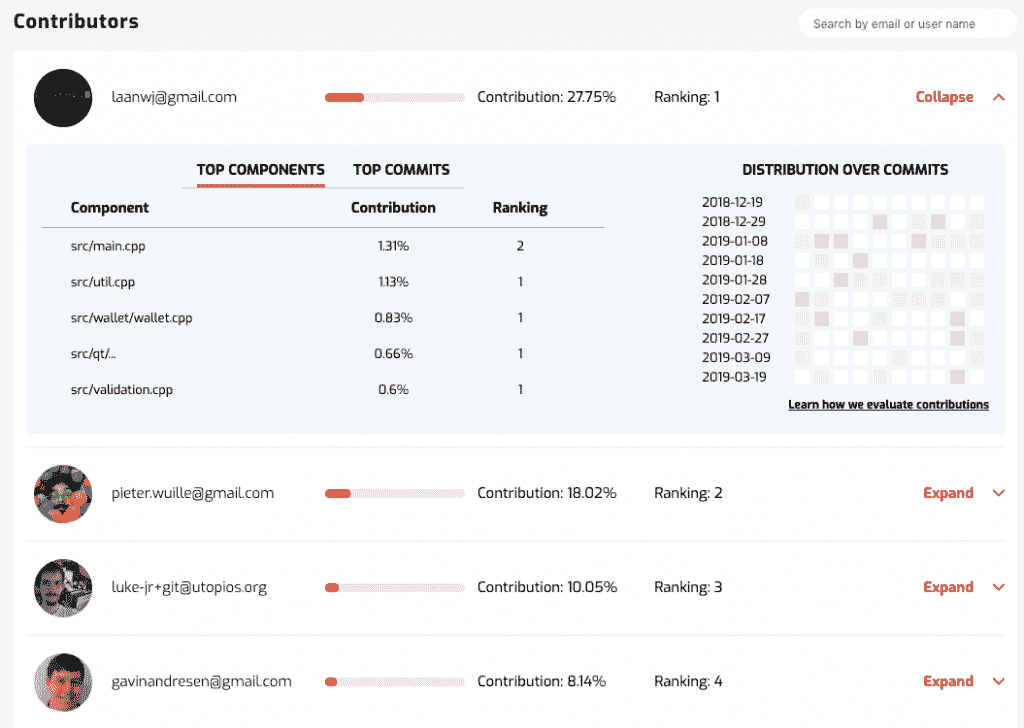 Contributors
Search by email or user name
laanwj@gmail.com Contribution: 27.75% Ranking: 1 Collapse
TOP COMPONENTS TOP COMMITS
Component Contribution Ranking
src/main.cpp 1.31% 2
src/util.cpp 1.13% 1
src/wallet/wallet.cpp 0.83% 1
src/qt/... 0.66% 1
src/validation.cpp 0.6% 1
DISTRIBUTION OVER COMMITS
2018-12-19
2018-12-29
2019-01-08
2019-01-18
2019-01-28
2019-02-07
2019-02-17
2019-02-27
2019-03-09
2019-03-19
Learn how we evaluate contributions
pieter.wuille@gmail.com Contribution: 18.02% Ranking: 2 Expand
luke-jr+git@utopios.org Contribution: 10.05% Ranking: 3 Expand
gavinandresen@gmail.com Contribution: 8.14% Ranking: 4 Expand